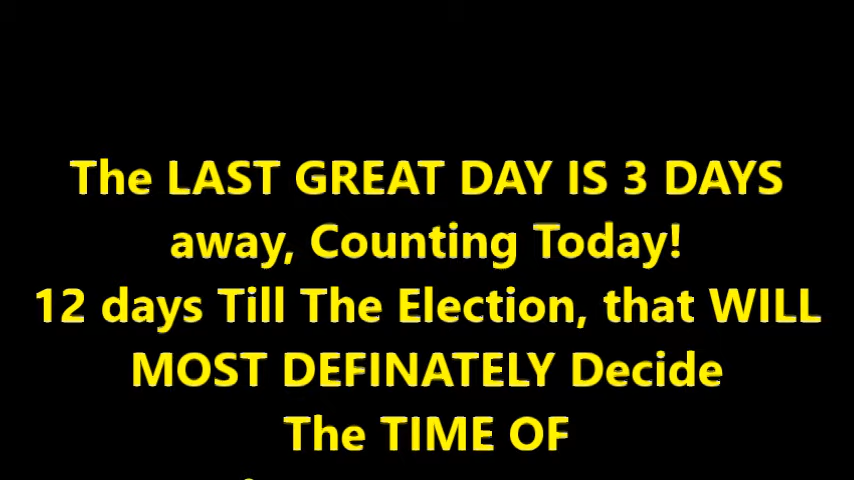 The LAST GREAT DAY IS 3 DAYS
away, Counting Today!
12 days Till The Election, that WILL
MOST DEFINATELY Decide
The TIME OF